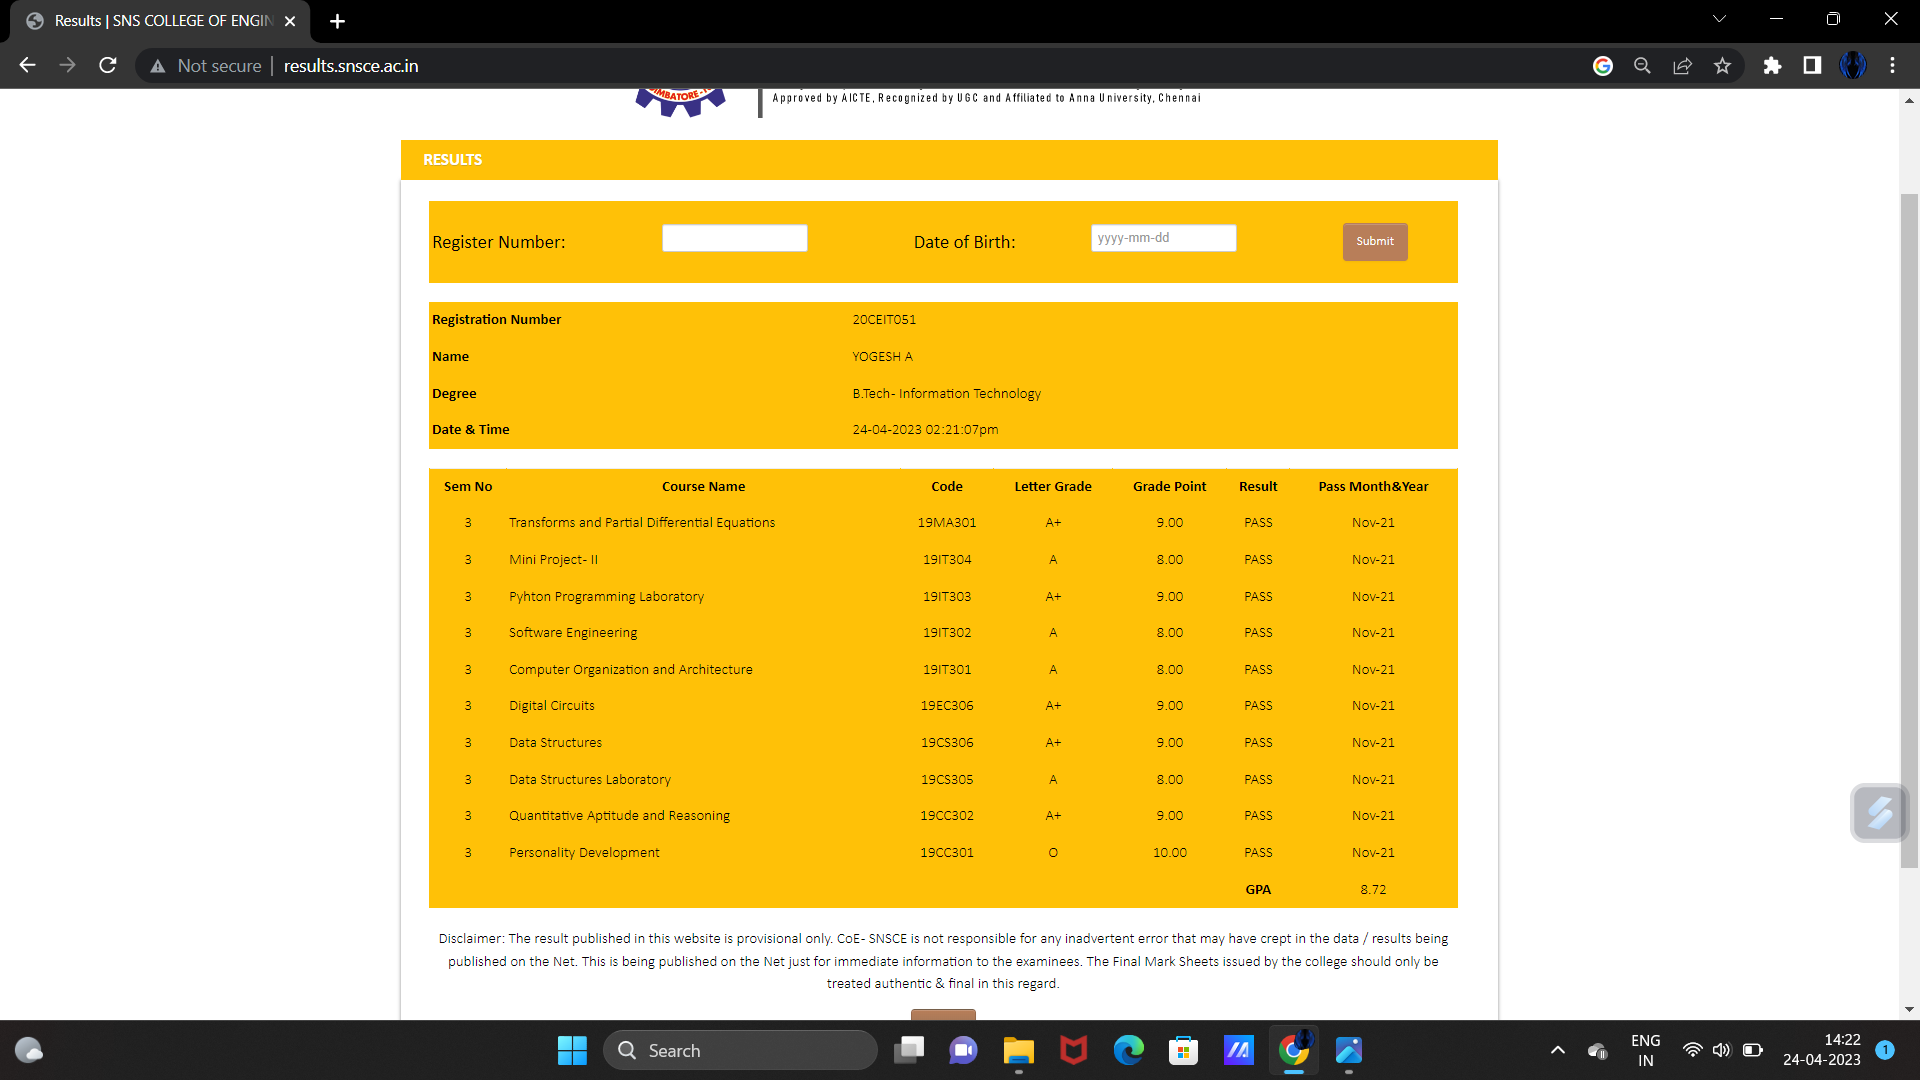 Results | SNS COLLEGE OF ENGIN
Not secure | results.snsce.ac.in
Approved by AICTE, Recognized by UGC and Affiliated to Anna University, Chennai
RESULTS
Register Number: Date of Birth: yyyy-mm-dd Submit
Registration Number 20CEIT051
Name YOGESH A
Degree B.Tech- Information Technology
Date & Time 24-04-2023 02:21:07pm
Sem No Course Name Code Letter Grade Grade Point Result Pass Month&Year
3 Transforms and Partial Differential Equations 19MA301 A+ 9.00 PASS Nov-21
3 Mini Project- II 19IT304 A 8.00 PASS Nov-21
3 Pyhton Programming Laboratory 19IT303 A+ 9.00 PASS Nov-21
3 Software Engineering 19IT302 A 8.00 PASS Nov-21
3 Computer Organization and Architecture 19IT301 A 8.00 PASS Nov-21
3 Digital Circuits 19EC306 A+ 9.00 PASS Nov-21
3 Data Structures 19CS306 A+ 9.00 PASS Nov-21
3 Data Structures Laboratory 19CS305 A 8.00 PASS Nov-21
3 Quantitative Aptitude and Reasoning 19CC302 A+ 9.00 PASS Nov-21
3 Personality Development 19CC301 O 10.00 PASS Nov-21
GPA 8.72
Disclaimer: The result published in this website is provisional only. CoE- SNSCE is not responsible for any inadvertent error that may have crept in the data / results being
published on the Net. This is being published on the Net just for immediate information to the examinees. The Final Mark Sheets issued by the college should only be
treated authentic & final in this regard.
Search
ENG
IN
14:22
24-04-2023
1